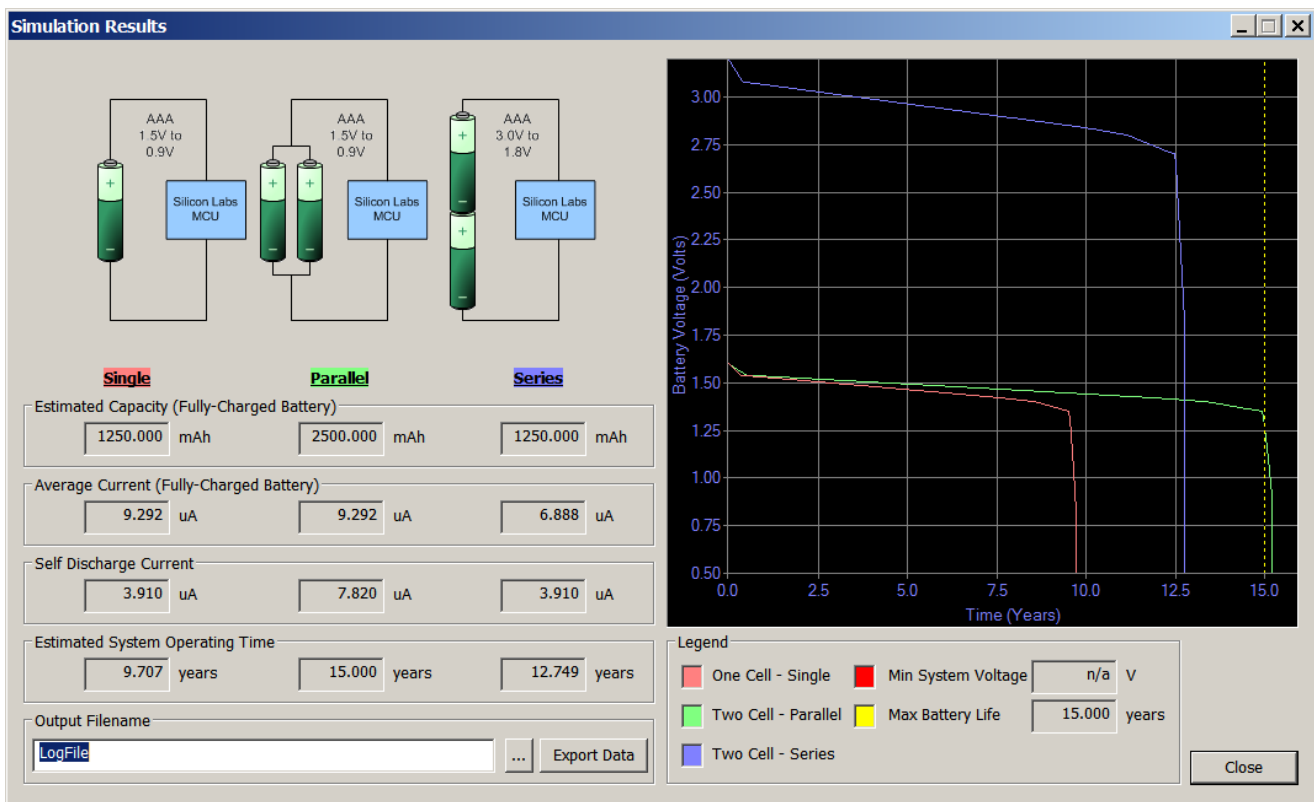 Simulation Results
AAA
1.5V to
0.9V
+
Silicon Labs
MCU
−
AAA
1.5V to
0.9V
+ +
Silicon Labs
MCU
− −
AAA
3.0V to
1.8V
+
−
+
−
Silicon Labs
MCU
Single Parallel Series
Estimated Capacity (Fully-Charged Battery)
1250.000 mAh 2500.000 mAh 1250.000 mAh
Average Current (Fully-Charged Battery)
9.292 uA 9.292 uA 6.888 uA
Self Discharge Current
3.910 uA 7.820 uA 3.910 uA
Estimated System Operating Time
9.707 years 15.000 years 12.749 years
Output Filename
LogFile ... Export Data
Battery Voltage (Volts)
3.00
2.75
2.50
2.25
2.00
1.75
1.50
1.25
1.00
0.75
0.50
0.0 2.5 5.0 7.5 10.0 12.5 15.0
Time (Years)
Legend
One Cell - Single Min System Voltage n/a V
Two Cell - Parallel Max Battery Life 15.000 years
Two Cell - Series
Close